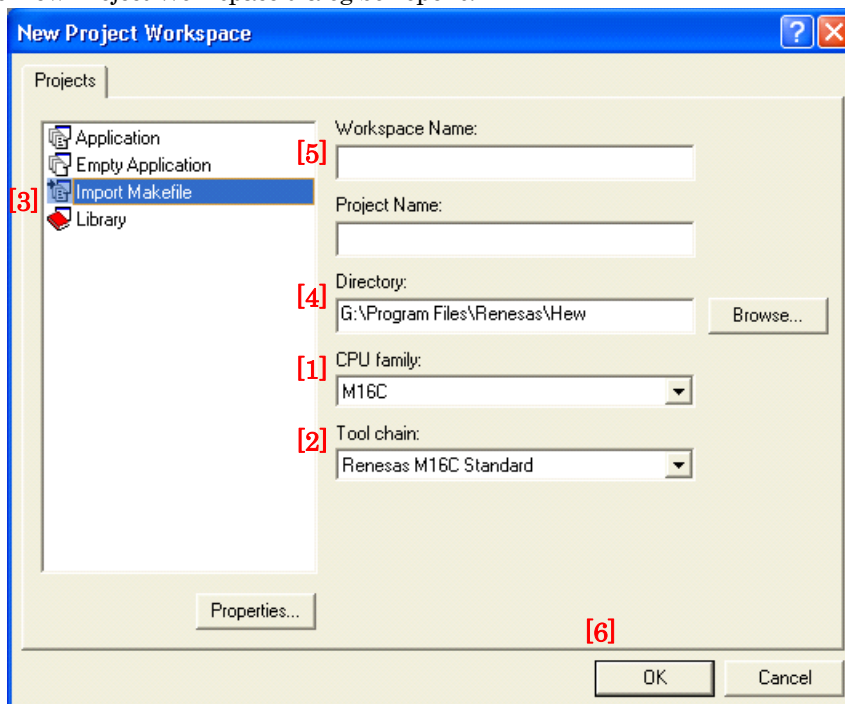 New Project Workspace
Projects
Application
Empty Application
[3] Import Makefile
Library
Properties...
Workspace Name:
[5]
Project Name:
Directory:
[4] G:\Program Files\Renesas\Hew Browse...
CPU family:
[1]
M16C
Tool chain:
[2]
Renesas M16C Standard
[6]
OK Cancel